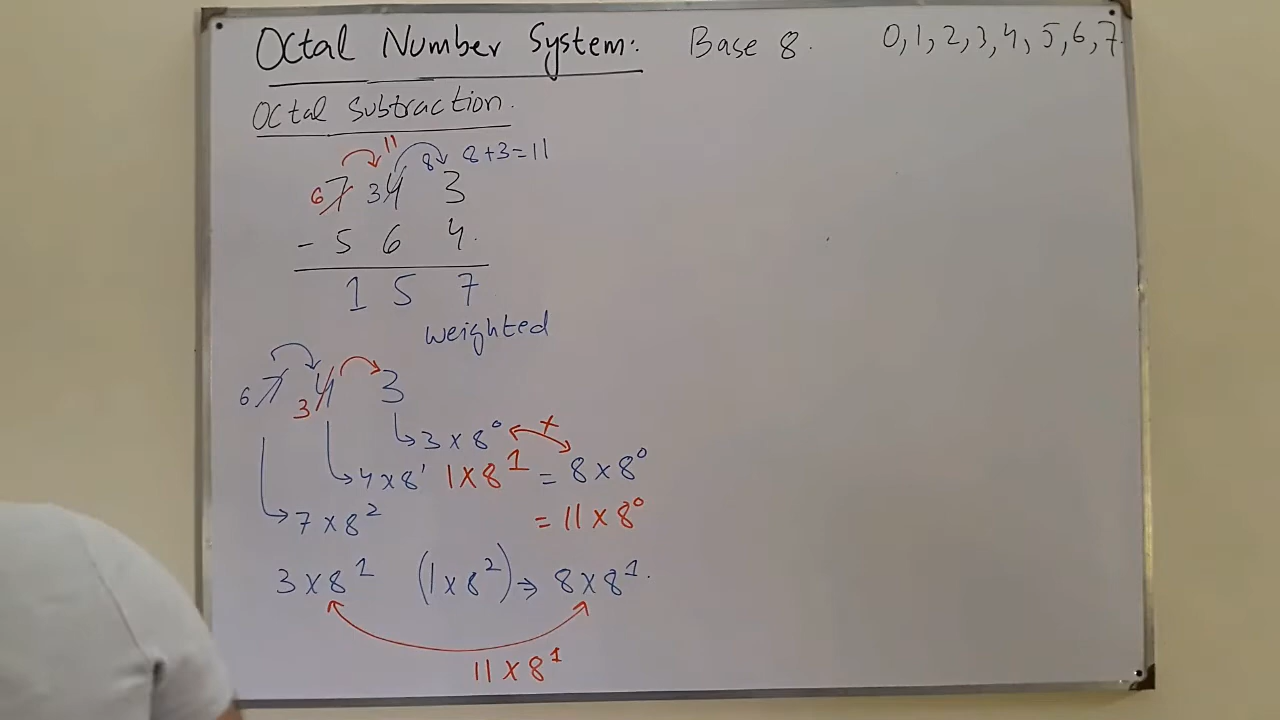 Octal Number System:. Base 8. 0, 1, 2, 3, 4, 5, 6, 7.
Octal Subtraction.
11 8 8+3=11
6 7 3 4 3
- 5 6 4.
1 5 7
weighted
6 7 4 3
3
3 x 8⁰ x
4 x 8¹ 1 x 8¹ = 8 x 8⁰
7 x 8² = 11 x 8⁰
3 x 8¹ (1 x 8²) → 8 x 8¹.
11 x 8¹